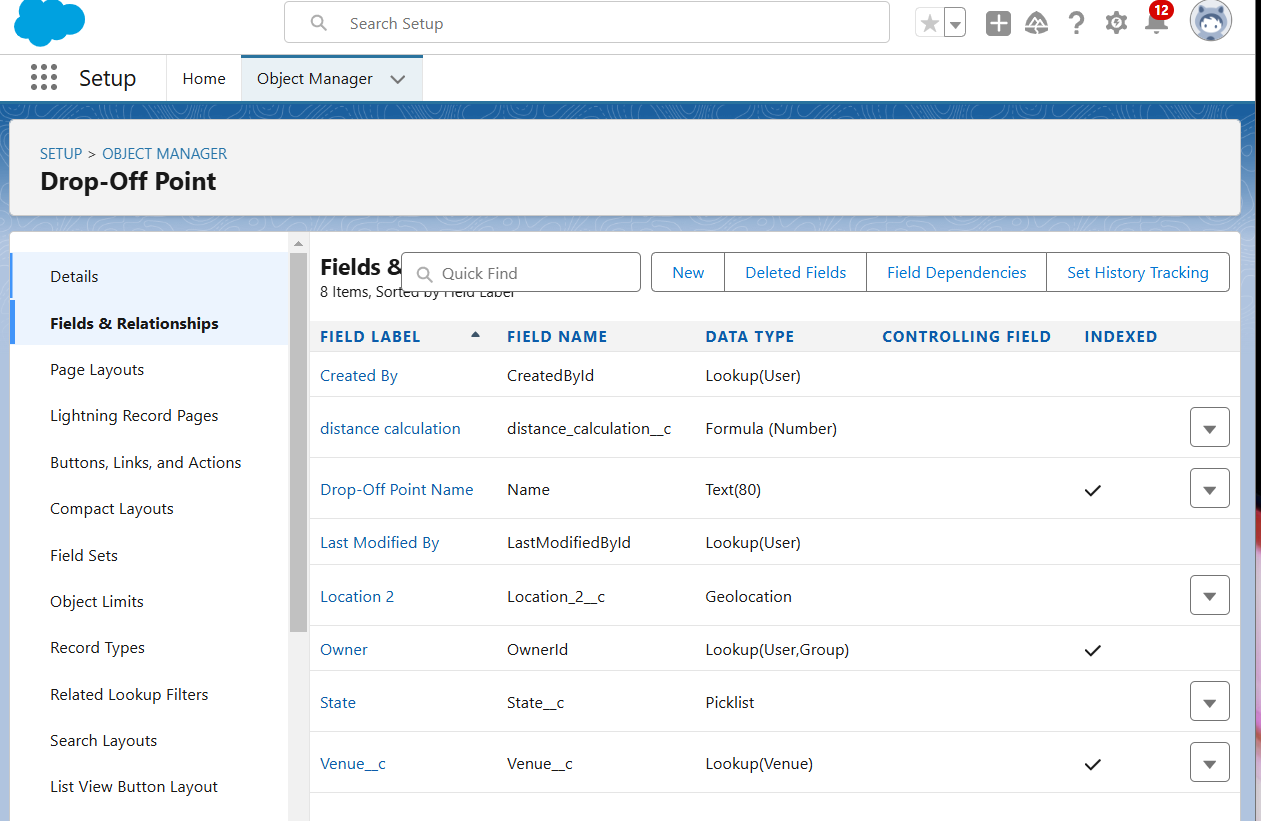 Search Setup
12
Setup Home Object Manager
SETUP > OBJECT MANAGER
Drop-Off Point
Details
Fields & Relationships
Page Layouts
Lightning Record Pages
Buttons, Links, and Actions
Compact Layouts
Field Sets
Object Limits
Record Types
Related Lookup Filters
Search Layouts
List View Button Layout
Fields & Quick Find New Deleted Fields Field Dependencies Set History Tracking
8 Items, Sorted by Field Label
FIELD LABEL FIELD NAME DATA TYPE CONTROLLING FIELD INDEXED
Created By CreatedById Lookup(User)
distance calculation distance_calculation__c Formula (Number)
Drop-Off Point Name Name Text(80)
Last Modified By LastModifiedById Lookup(User)
Location 2 Location_2__c Geolocation
Owner OwnerId Lookup(User,Group)
State State__c Picklist
Venue__c Venue__c Lookup(Venue)